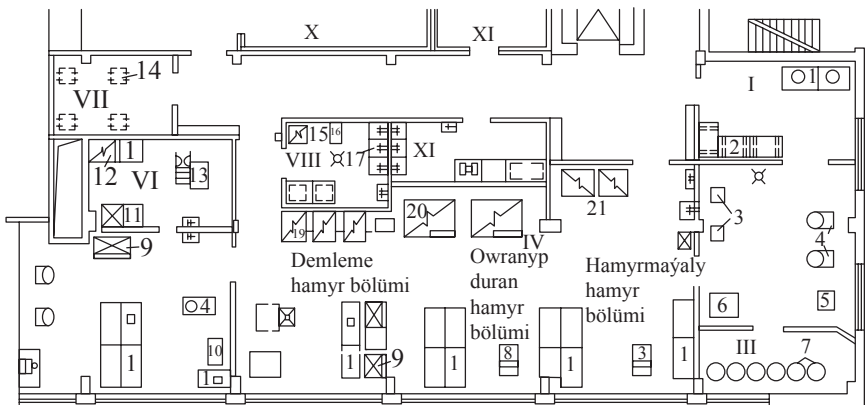 X
XI
I
1
14
VII
2
15
16
17
VIII
XI
1
12
VI
13
11
3
4
20
21
19
IV
9
Demleme
hamyr bölümi
Owranyp
duran
hamyr
bölümi
Hamyrmaýaly
hamyr
bölümi
6
5
4
10
1
1
1
9
1
8
1
3
1
III
7